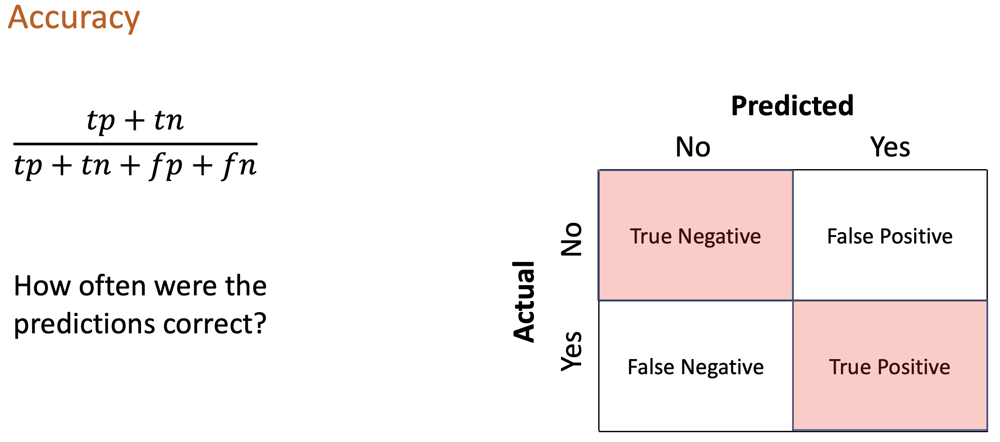 Accuracy
tp + tn
tp + tn + fp + fn
How often were the
predictions correct?
Predicted
No Yes
Actual
No
True Negative False Positive
Yes
False Negative True Positive